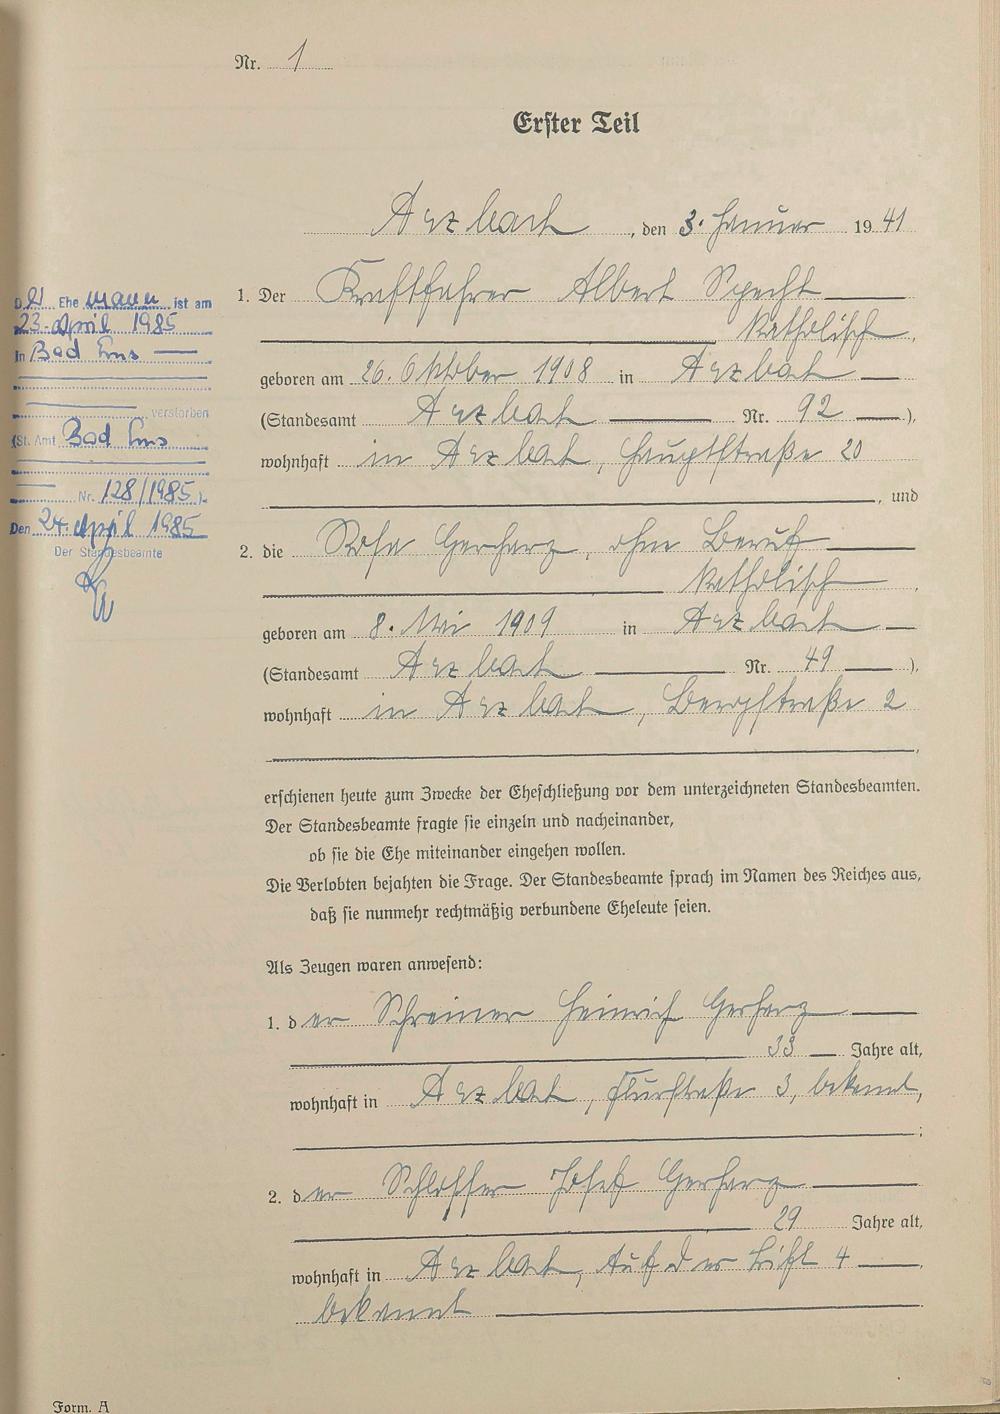 Nr. 1
Erster Teil
Arzbach, den 3. Januar 1941
1. Der Kraftfahrer Albert Specht
katholisch,
geboren am 26. Oktober 1908 in Arzbach
(Standesamt Arzbach Nr. 92),
wohnhaft in Arzbach, Hauptstraße 20
, und
2. die Rosa Gerharz, ohne Beruf
katholisch,
geboren am 8. Mai 1909 in Arzbach
(Standesamt Arzbach Nr. 49),
wohnhaft in Arzbach, Bergstraße 2
,
erschienen heute zum Zwecke der Eheschließung vor dem unterzeichneten Standesbeamten.
Der Standesbeamte fragte sie einzeln und nacheinander,
ob sie die Ehe miteinander eingehen wollen.
Die Verlobten bejahten die Frage. Der Standesbeamte sprach im Namen des Reiches aus,
daß sie nunmehr rechtmäßig verbundene Eheleute seien.
Als Zeugen waren anwesend:
1. der Schreiner Heinrich Gerharz
33 Jahre alt,
wohnhaft in Arzbach, Flurstraße 3, bekannt,
;
2. der Schlosser Josef Gerharz
29 Jahre alt,
wohnhaft in Arzbach, Auf der 4,
bekannt
Form. A
Der Ehemann ist am
23. April 1985
in Bad Ems
verstorben
(St. Amt Bad Ems
Nr. 128/1985).
Den 24. April 1985
Der Standesbeamte